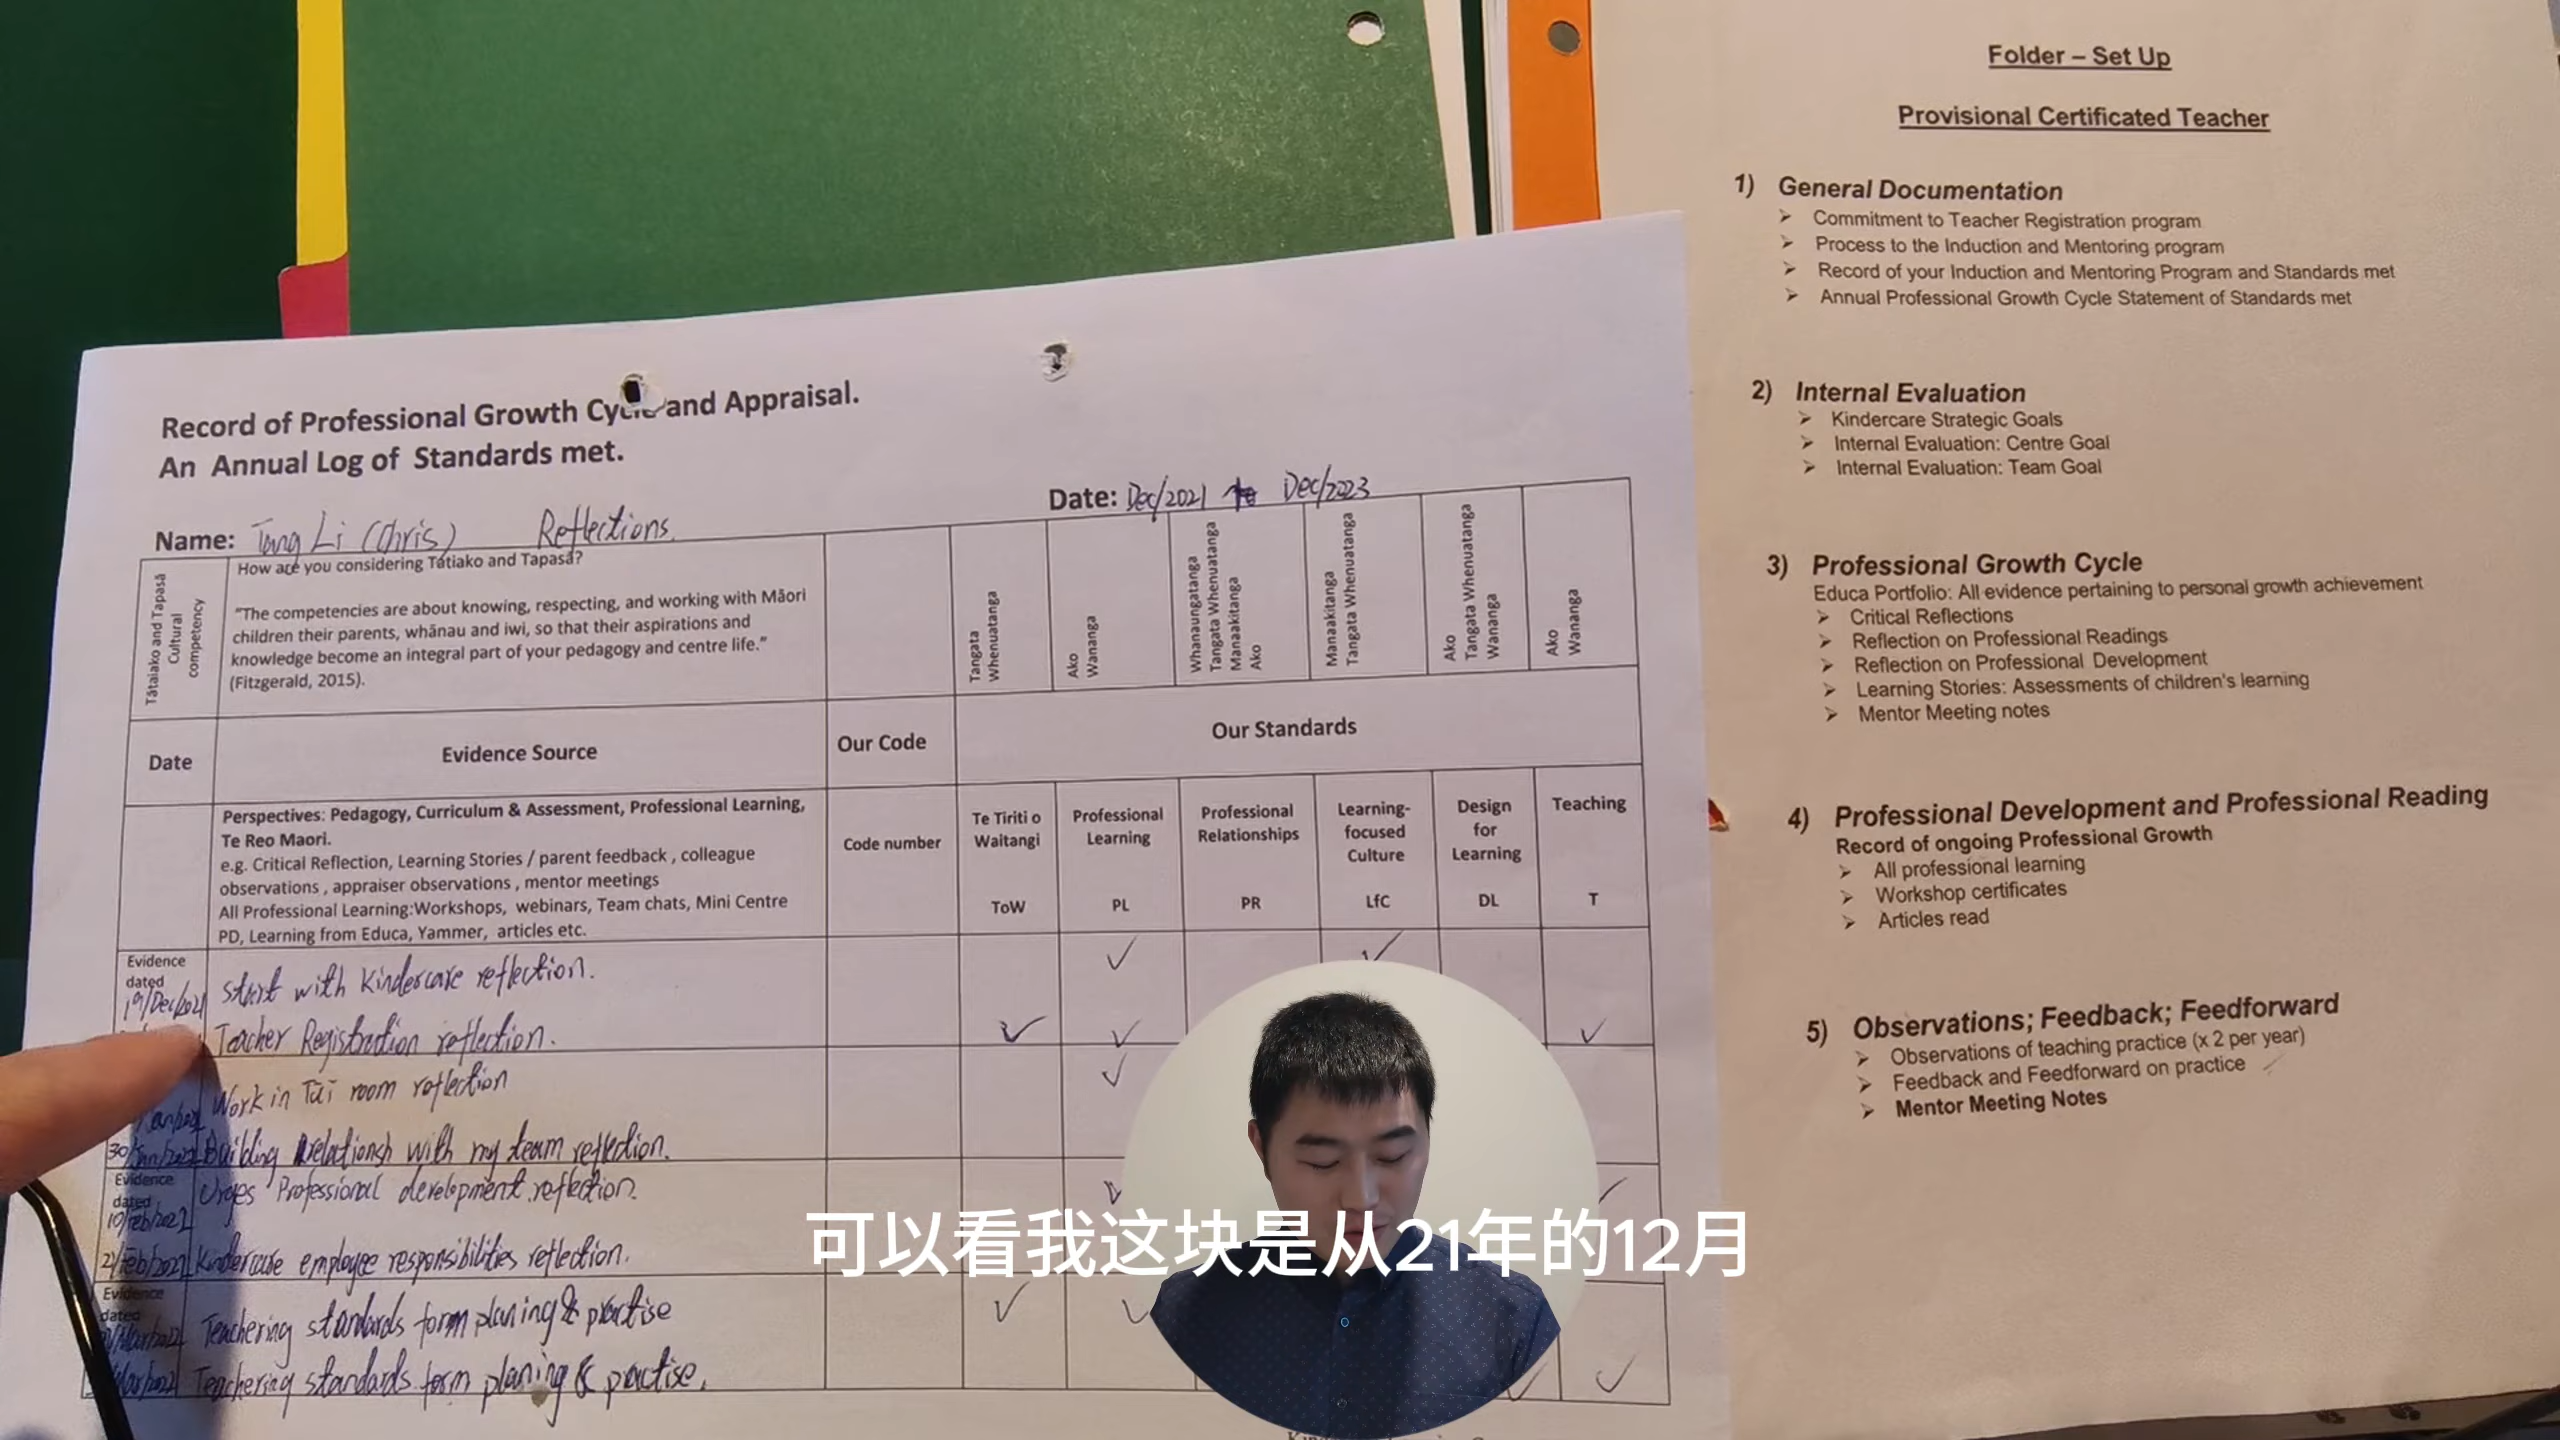 Folder – Set Up
Provisional Certificated Teacher
1) General Documentation
➢ Commitment to Teacher Registration program
➢ Process to the Induction and Mentoring program
➢ Record of your Induction and Mentoring Program and Standards met
➢ Annual Professional Growth Cycle Statement of Standards met
2) Internal Evaluation
➢ Kindercare Strategic Goals
➢ Internal Evaluation: Centre Goal
➢ Internal Evaluation: Team Goal
3) Professional Growth Cycle
Educa Portfolio: All evidence pertaining to personal growth achievement
➢ Critical Reflections
➢ Reflection on Professional Readings
➢ Reflection on Professional Development
➢ Learning Stories: Assessments of children's learning
➢ Mentor Meeting notes
4) Professional Development and Professional Reading
Record of ongoing Professional Growth
➢ All professional learning
➢ Workshop certificates
➢ Articles read
5) Observations; Feedback; Feedforward
➢ Observations of teaching practice (x 2 per year)
➢ Feedback and Feedforward on practice
➢ Mentor Meeting Notes
Record of Professional Growth Cycle and Appraisal.
An Annual Log of Standards met.
Name: Tang Li (Chris) Reflections.
Date: Dec/2021 to Dec/2023
Tātaiako and Tapasā
Cultural
competency
How are you considering Tātiako and Tapasā?
"The competencies are about knowing, respecting, and working with Māori
children their parents, whānau and iwi, so that their aspirations and
knowledge become an integral part of your pedagogy and centre life."
(Fitzgerald, 2015).
Tangata
Whenuatanga
Ako
Wananga
Whanaungatanga
Tangata Whenuatanga
Manaakitanga
Ako
Manaakitanga
Tangata Whenuatanga
Ako
Tangata Whenuatanga
Wananga
Ako
Wananga
Date
Evidence Source
Our Code
Our Standards
Perspectives: Pedagogy, Curriculum & Assessment, Professional Learning,
Te Reo Maori.
e.g. Critical Reflection, Learning Stories / parent feedback , colleague
observations , appraiser observations , mentor meetings
All Professional Learning:Workshops, webinars, Team chats, Mini Centre
PD, Learning from Educa, Yammer, articles etc.
Code number
Te Tiriti o
Waitangi
ToW
Professional
Learning
PL
Professional
Relationships
PR
Learning-
focused
Culture
LfC
Design
for
Learning
DL
Teaching
T
Evidence
dated
19/Dec/2021 start with kindercare reflection.
Teacher Registration reflection.
Work in Tūī room reflection
Building relationsh with my team reflection.
Evidence
dated
10/Feb/2022 Professional development reflection.
21/Feb/2022 Kindercare employee responsibilities reflection.
Evidence
dated
Teachering standards form planing & practise
Teachering standards form planing & practise.
可以看我这块是从21年的12月